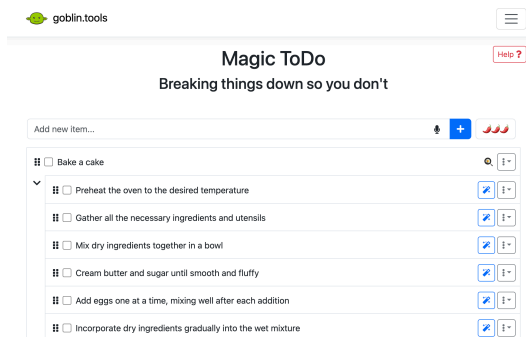 goblin.tools
Magic ToDo
Help ?
Breaking things down so you don't
Add new item...
Bake a cake
Preheat the oven to the desired temperature
Gather all the necessary ingredients and utensils
Mix dry ingredients together in a bowl
Cream butter and sugar until smooth and fluffy
Add eggs one at a time, mixing well after each addition
Incorporate dry ingredients gradually into the wet mixture